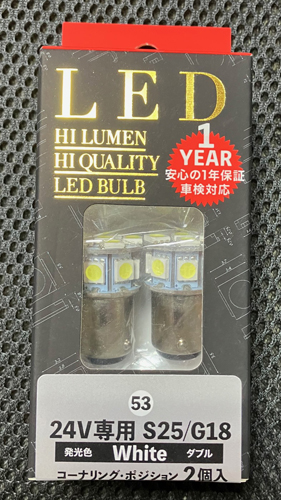 LED
HI LUMEN
HI QUALITY
LED BULB
1
YEAR
安心の1年保証
車検対応
53
24V専用 S25/G18
発光色 White ダブル
コーナリング・ポジション 2個入